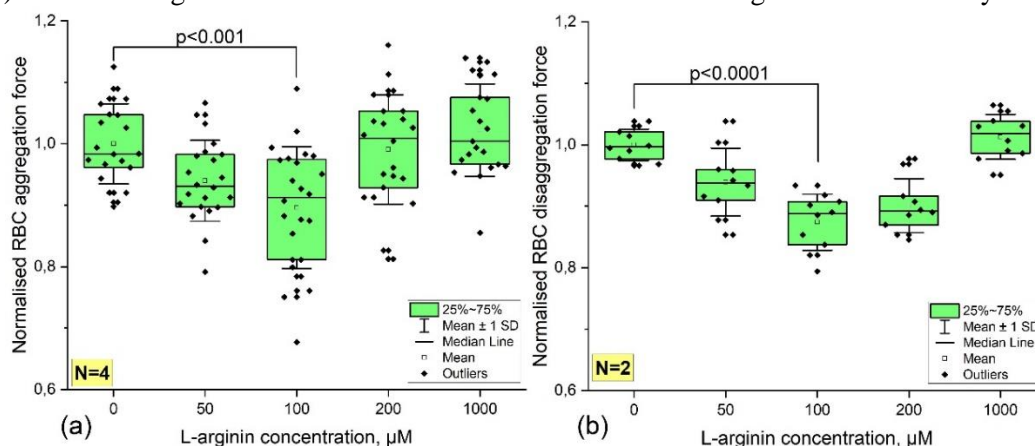 1,2
1,0
0,8
0,6
Normalised RBC aggregation force
p<0.001
25%~75%
Mean ± 1 SD
Median Line
Mean
Outliers
N=4
(a)
0 50 100 200 1000
L-arginin concentration, µM
1,2
1,0
0,8
0,6
Normalised RBC disaggregation force
p<0.0001
25%~75%
Mean ± 1 SD
Median Line
Mean
Outliers
N=2
(b)
0 50 100 200 1000
L-arginin concentration, µM